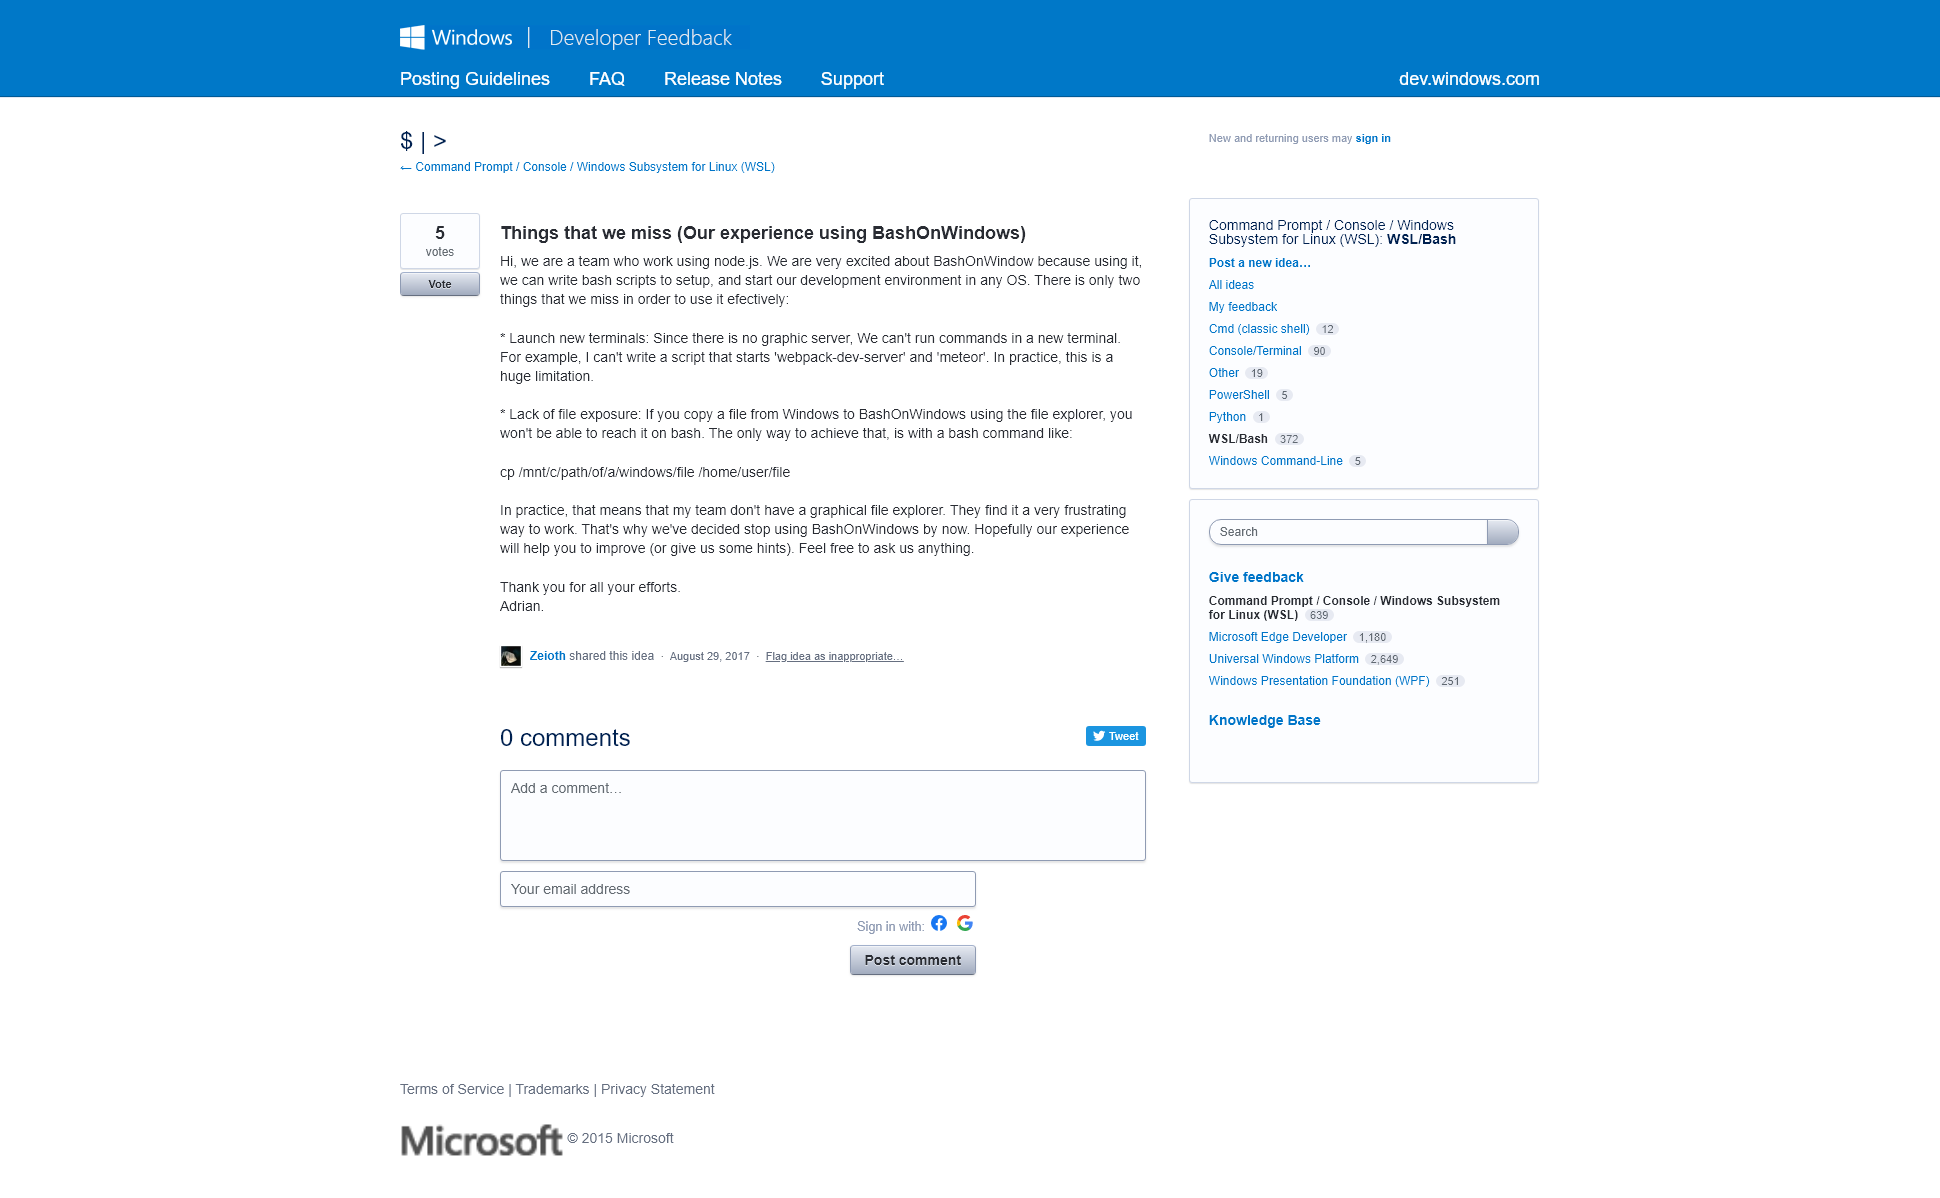 Windows | Developer Feedback
Posting Guidelines FAQ Release Notes Support dev.windows.com
$ | >
← Command Prompt / Console / Windows Subsystem for Linux (WSL)
New and returning users may sign in
5
votes
Vote
Things that we miss (Our experience using BashOnWindows)
Hi, we are a team who work using node.js. We are very excited about BashOnWindow because using it,
we can write bash scripts to setup, and start our development environment in any OS. There is only two
things that we miss in order to use it efectively:
* Launch new terminals: Since there is no graphic server, We can't run commands in a new terminal.
For example, I can't write a script that starts 'webpack-dev-server' and 'meteor'. In practice, this is a
huge limitation.
* Lack of file exposure: If you copy a file from Windows to BashOnWindows using the file explorer, you
won't be able to reach it on bash. The only way to achieve that, is with a bash command like:
cp /mnt/c/path/of/a/windows/file /home/user/file
In practice, that means that my team don't have a graphical file explorer. They find it a very frustrating
way to work. That's why we've decided stop using BashOnWindows by now. Hopefully our experience
will help you to improve (or give us some hints). Feel free to ask us anything.
Thank you for all your efforts.
Adrian.
Zeioth shared this idea · August 29, 2017 · Flag idea as inappropriate…
0 comments
Tweet
Add a comment…
Your email address
Sign in with:
Post comment
Command Prompt / Console / Windows
Subsystem for Linux (WSL): WSL/Bash
Post a new idea…
All ideas
My feedback
Cmd (classic shell) 12
Console/Terminal 90
Other 19
PowerShell 5
Python 1
WSL/Bash 372
Windows Command-Line 5
Search
Give feedback
Command Prompt / Console / Windows Subsystem
for Linux (WSL) 639
Microsoft Edge Developer 1,180
Universal Windows Platform 2,649
Windows Presentation Foundation (WPF) 251
Knowledge Base
Terms of Service | Trademarks | Privacy Statement
Microsoft © 2015 Microsoft